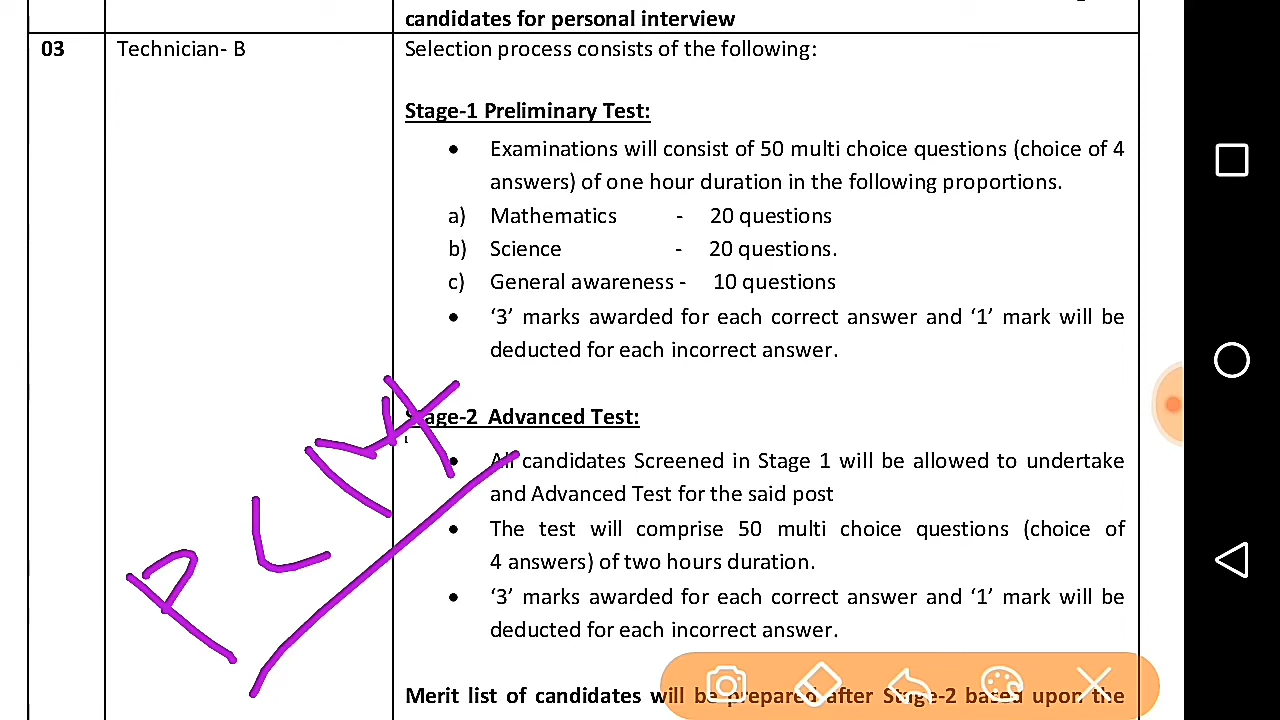 candidates for personal interview
03 Technician- B Selection process consists of the following:
Stage-1 Preliminary Test:
• Examinations will consist of 50 multi choice questions (choice of 4
answers) of one hour duration in the following proportions.
a) Mathematics - 20 questions
b) Science - 20 questions.
c) General awareness - 10 questions
• ‘3’ marks awarded for each correct answer and ‘1’ mark will be
deducted for each incorrect answer.
Stage-2 Advanced Test:
• All candidates Screened in Stage 1 will be allowed to undertake
and Advanced Test for the said post
• The test will comprise 50 multi choice questions (choice of
4 answers) of two hours duration.
• ‘3’ marks awarded for each correct answer and ‘1’ mark will be
deducted for each incorrect answer.
Merit list of candidates will be prepared after Stage-2 based upon the
PCM